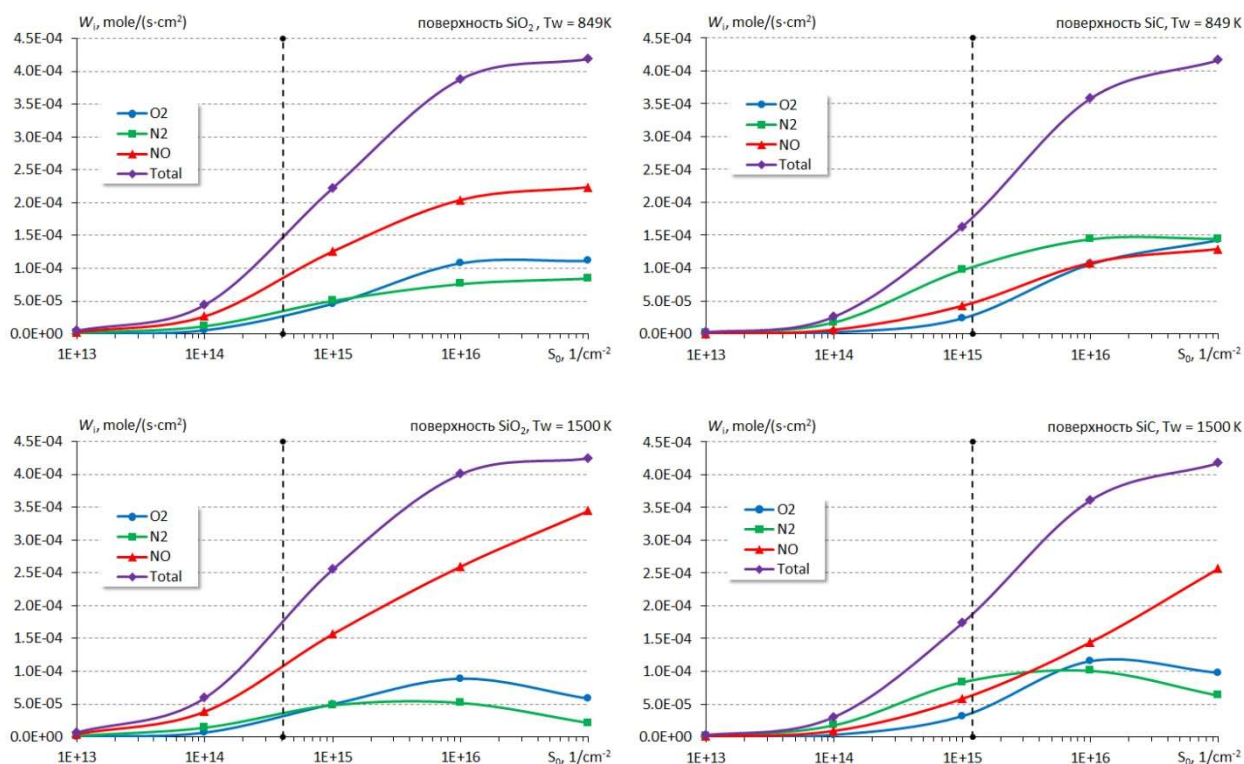 Wi, mole/(s·cm²) поверхность SiO₂ , Tw = 849K
4.5E-04
4.0E-04
3.5E-04
3.0E-04
2.5E-04
2.0E-04
1.5E-04
1.0E-04
5.0E-05
0.0E+00
O2
N2
NO
Total
1E+13 1E+14 1E+15 1E+16 S₀, 1/cm⁻²
Wi, mole/(s·cm²) поверхность SiC, Tw = 849K
4.5E-04
4.0E-04
3.5E-04
3.0E-04
2.5E-04
2.0E-04
1.5E-04
1.0E-04
5.0E-05
0.0E+00
O2
N2
NO
Total
1E+13 1E+14 1E+15 1E+16 S₀, 1/cm⁻²
Wi, mole/(s·cm²) поверхность SiO₂, Tw = 1500 K
4.5E-04
4.0E-04
3.5E-04
3.0E-04
2.5E-04
2.0E-04
1.5E-04
1.0E-04
5.0E-05
0.0E+00
O2
N2
NO
Total
1E+13 1E+14 1E+15 1E+16 S₀, 1/cm⁻²
Wi, mole/(s·cm²) поверхность SiC, Tw = 1500 K
4.5E-04
4.0E-04
3.5E-04
3.0E-04
2.5E-04
2.0E-04
1.5E-04
1.0E-04
5.0E-05
0.0E+00
O2
N2
NO
Total
1E+13 1E+14 1E+15 1E+16 S₀, 1/cm⁻²